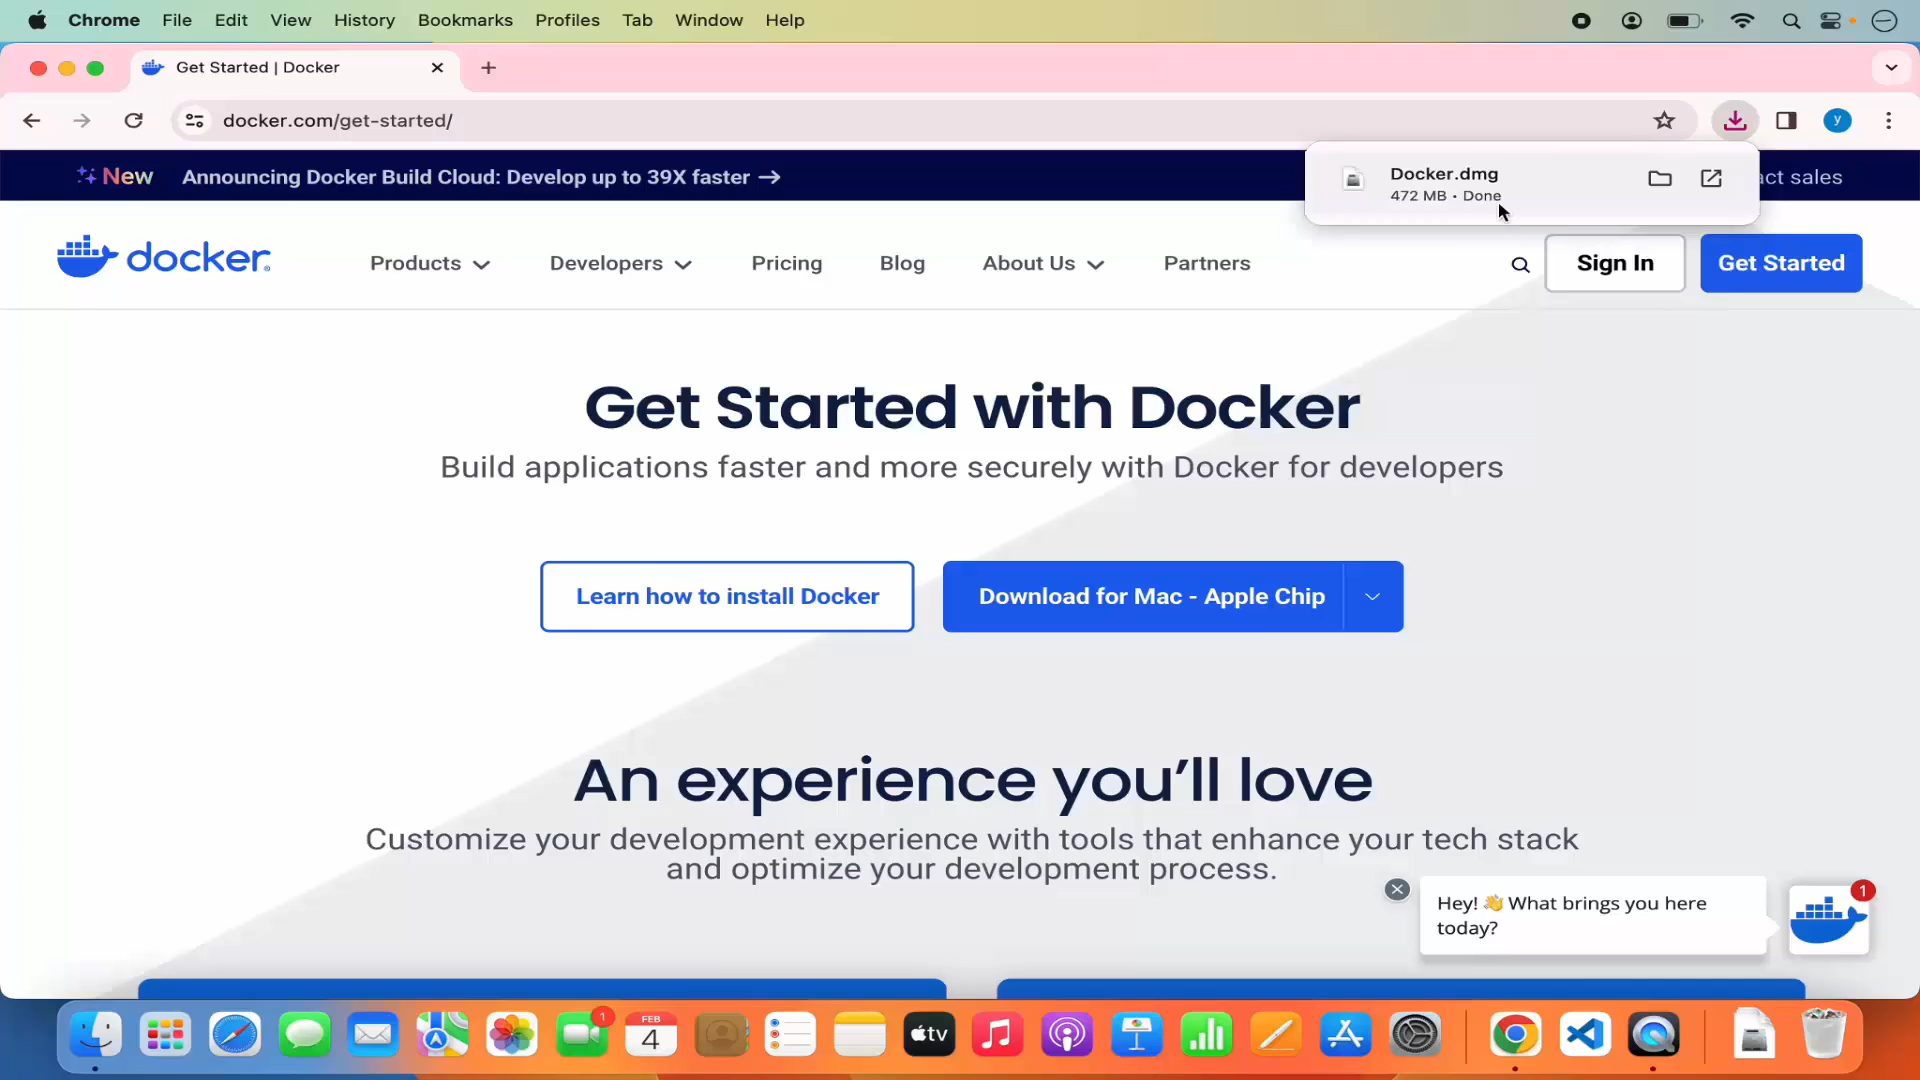 Chrome File Edit View History Bookmarks Profiles Tab Window Help
Get Started | Docker
docker.com/get-started/
y
New Announcing Docker Build Cloud: Develop up to 39X faster →
act sales
Docker.dmg
472 MB • Done
docker
Products Developers Pricing Blog About Us Partners
Sign In
Get Started
Get Started with Docker
Build applications faster and more securely with Docker for developers
Learn how to install Docker
Download for Mac - Apple Chip
An experience you’ll love
Customize your development experience with tools that enhance your tech stack
and optimize your development process.
Hey! 👋 What brings you here
today?
1
1
FEB
4
tv